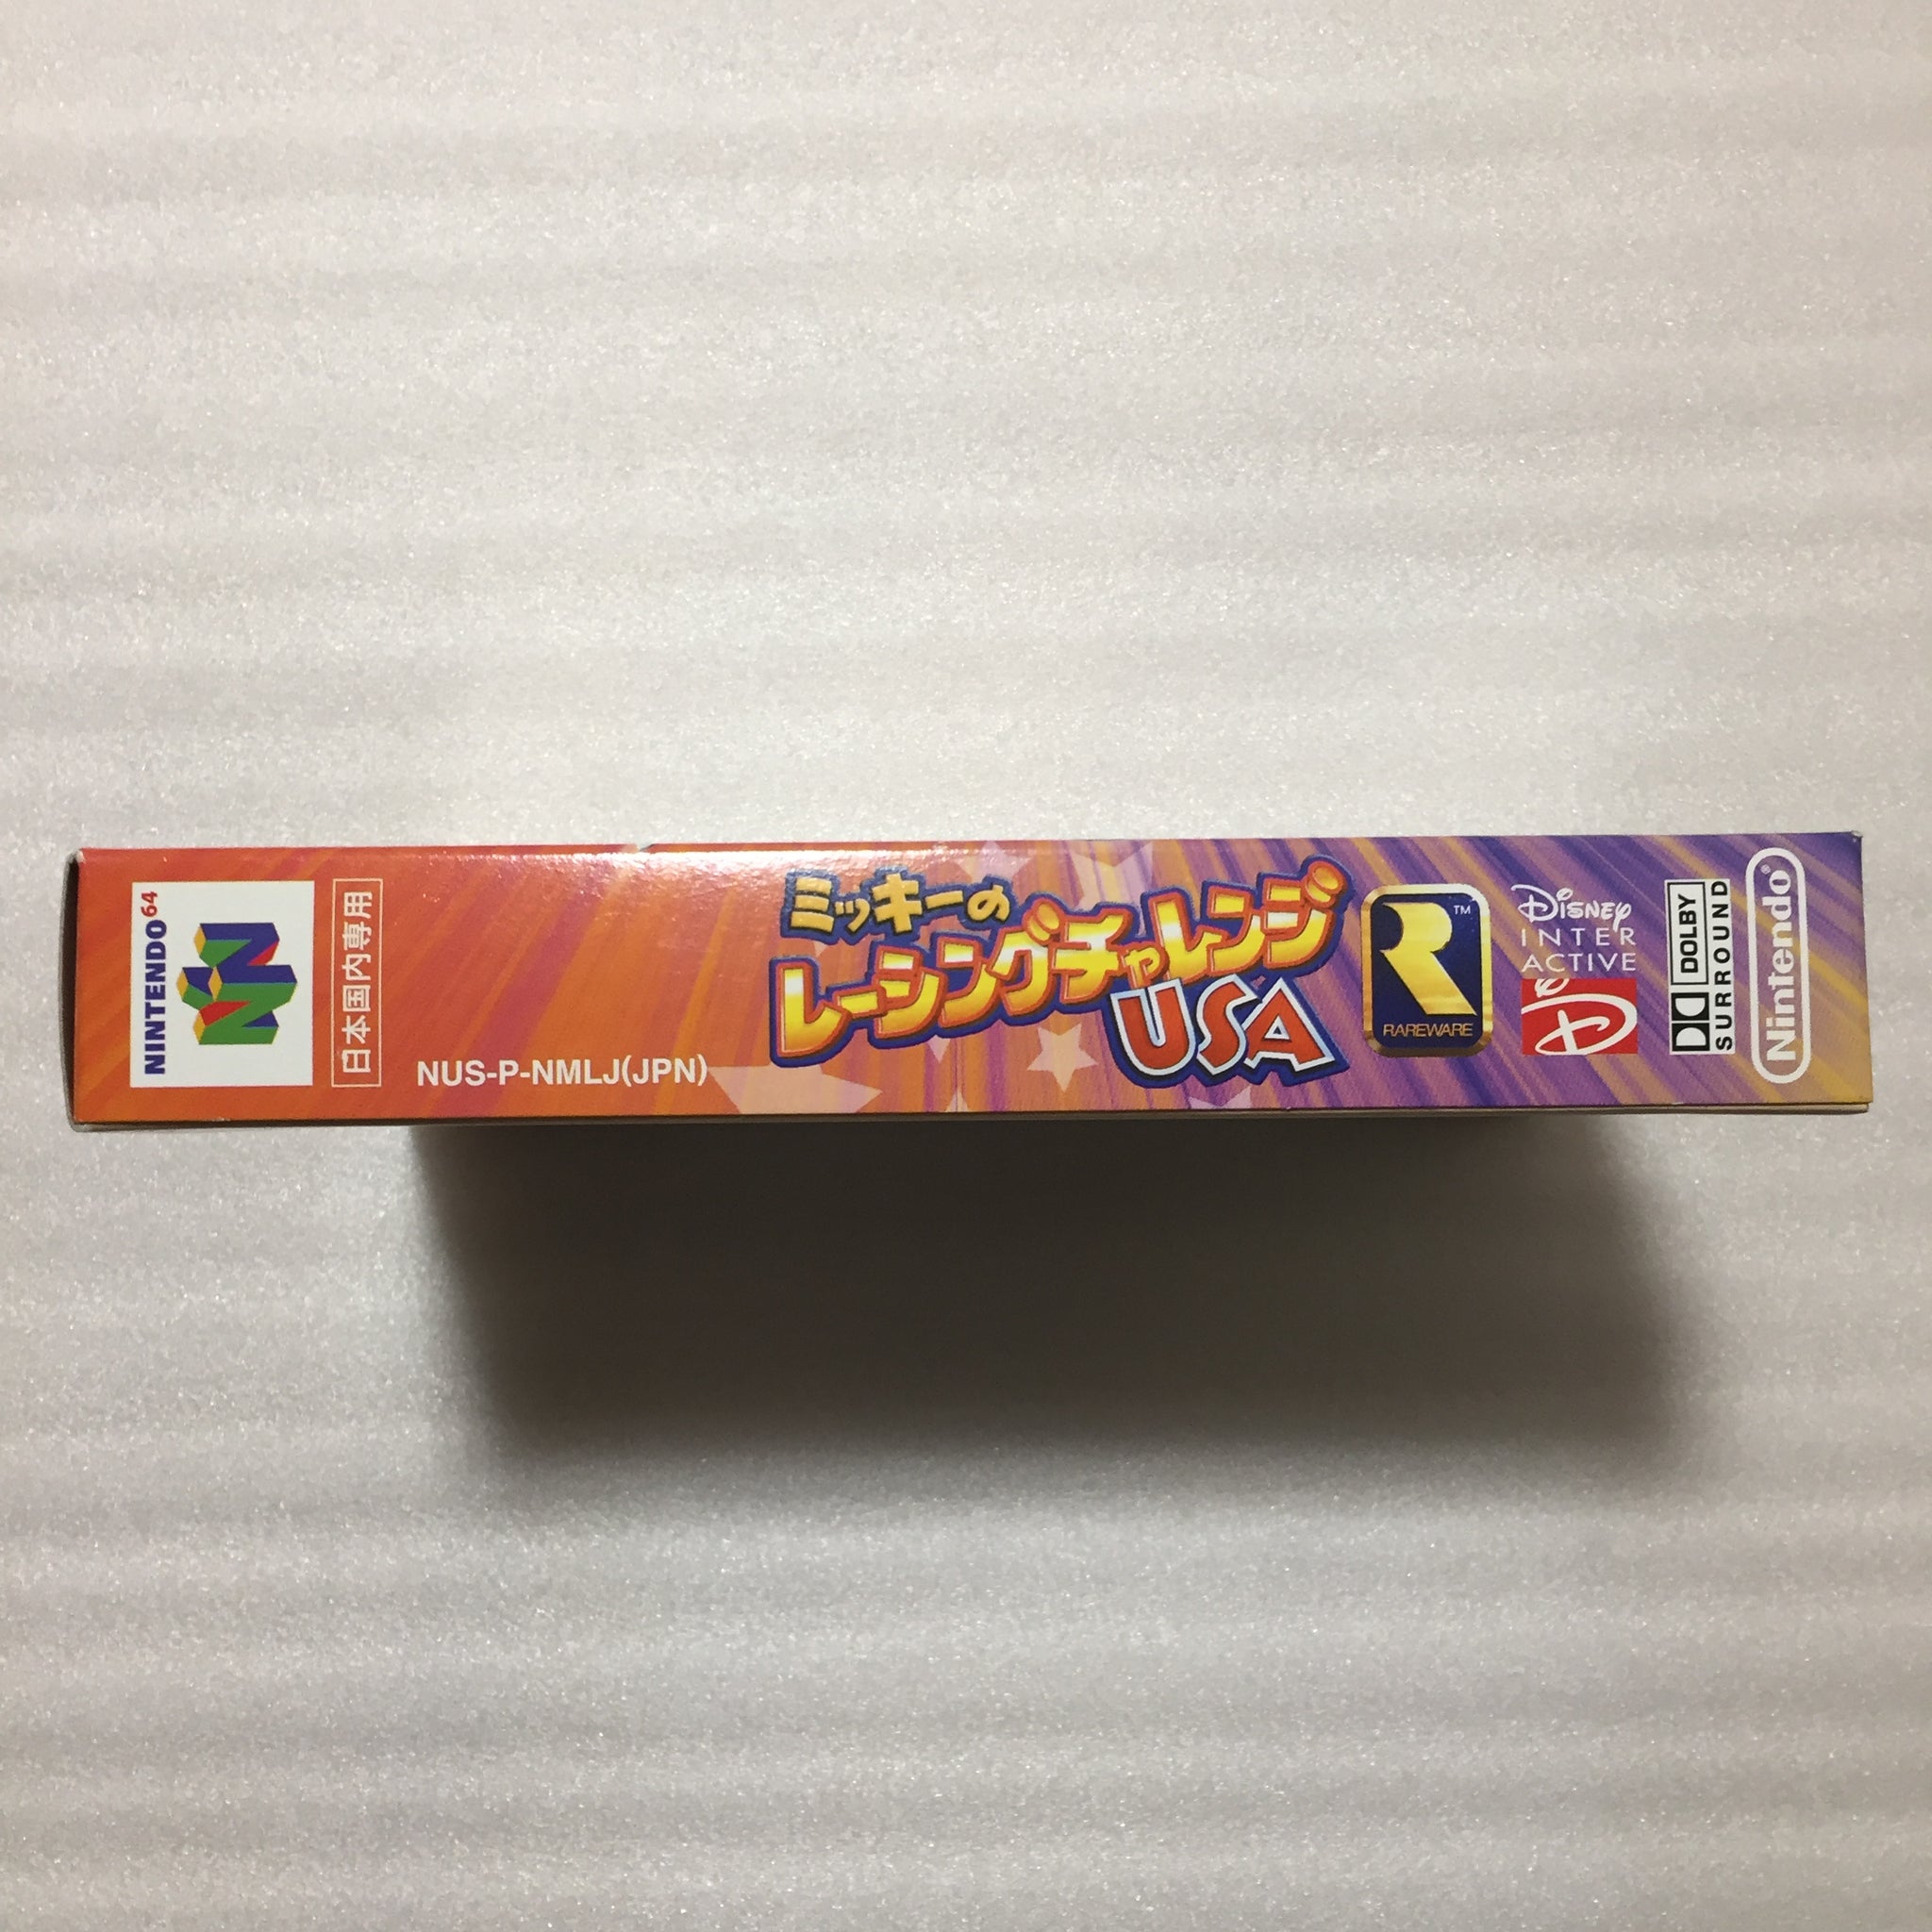 NINTENDO64
日本国内専用
NUS-P-NMLJ(JPN)
ミッキーの
レーシングチャレンジ
USA
TM
RAREWARE
Disney
INTER
ACTIVE
D
DOLBY
SURROUND
Nintendo®